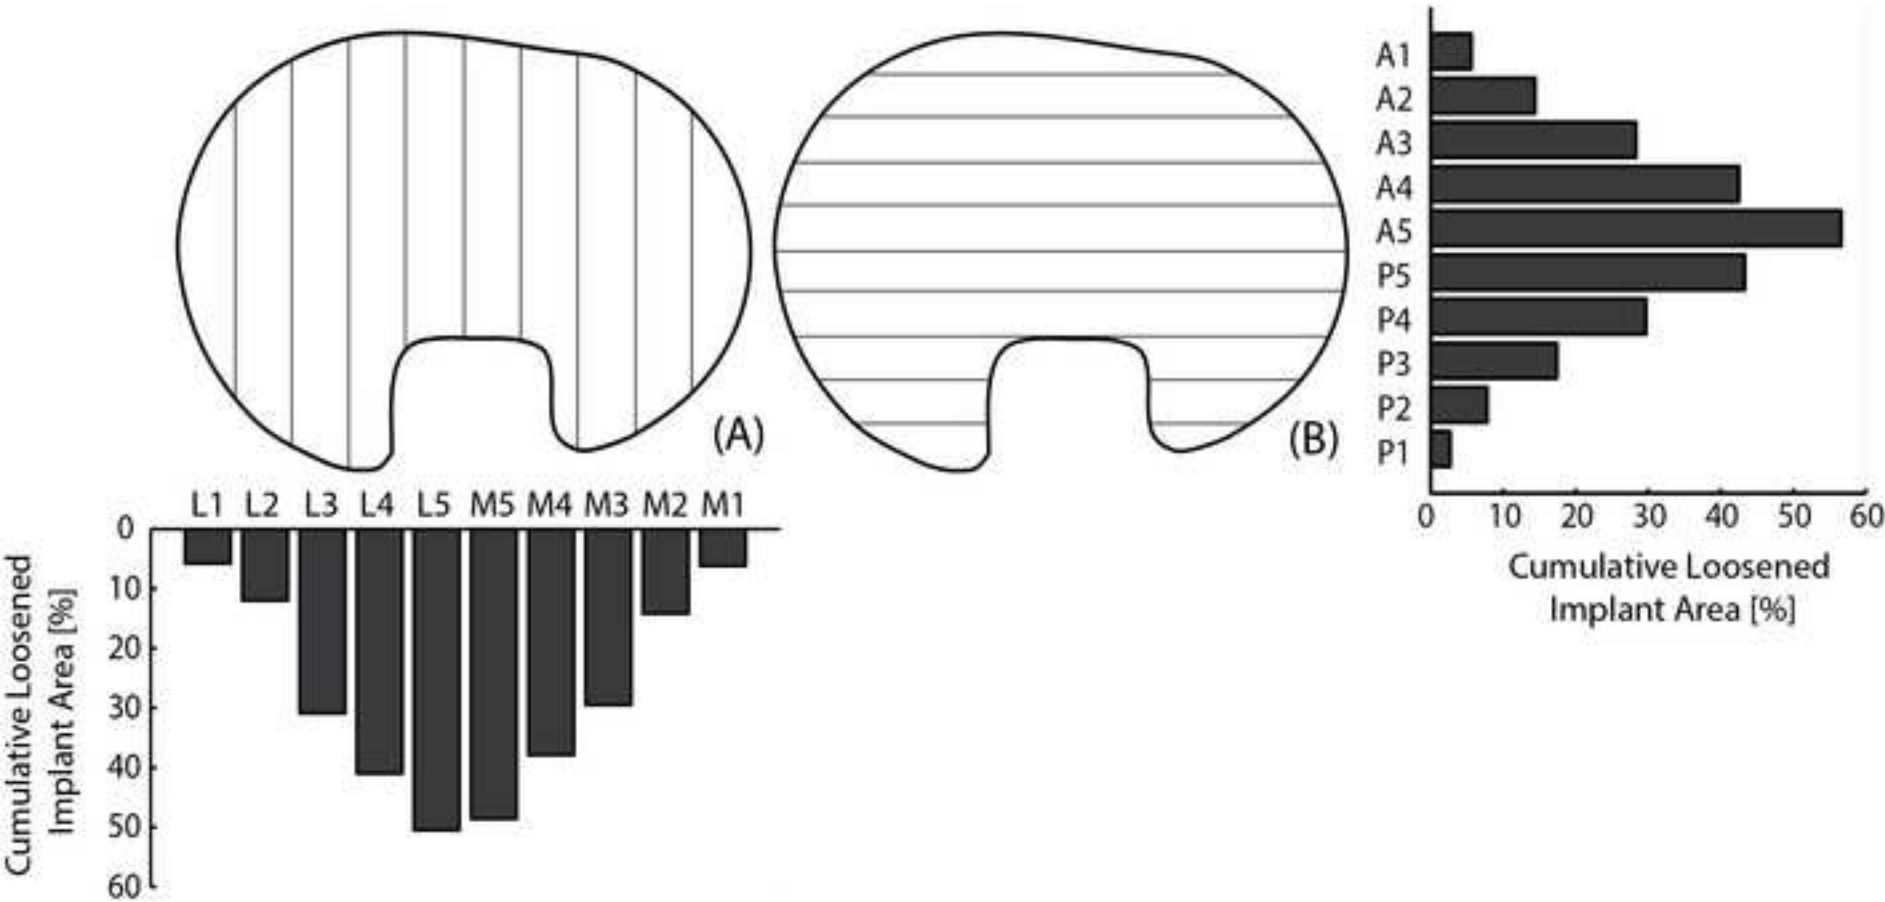 (A)
L1 L2 L3 L4 L5 M5 M4 M3 M2 M1
0
10
20
30
40
50
60
Cumulative Loosened
Implant Area [%]
(B)
A1
A2
A3
A4
A5
P5
P4
P3
P2
P1
0 10 20 30 40 50 60
Cumulative Loosened
Implant Area [%]